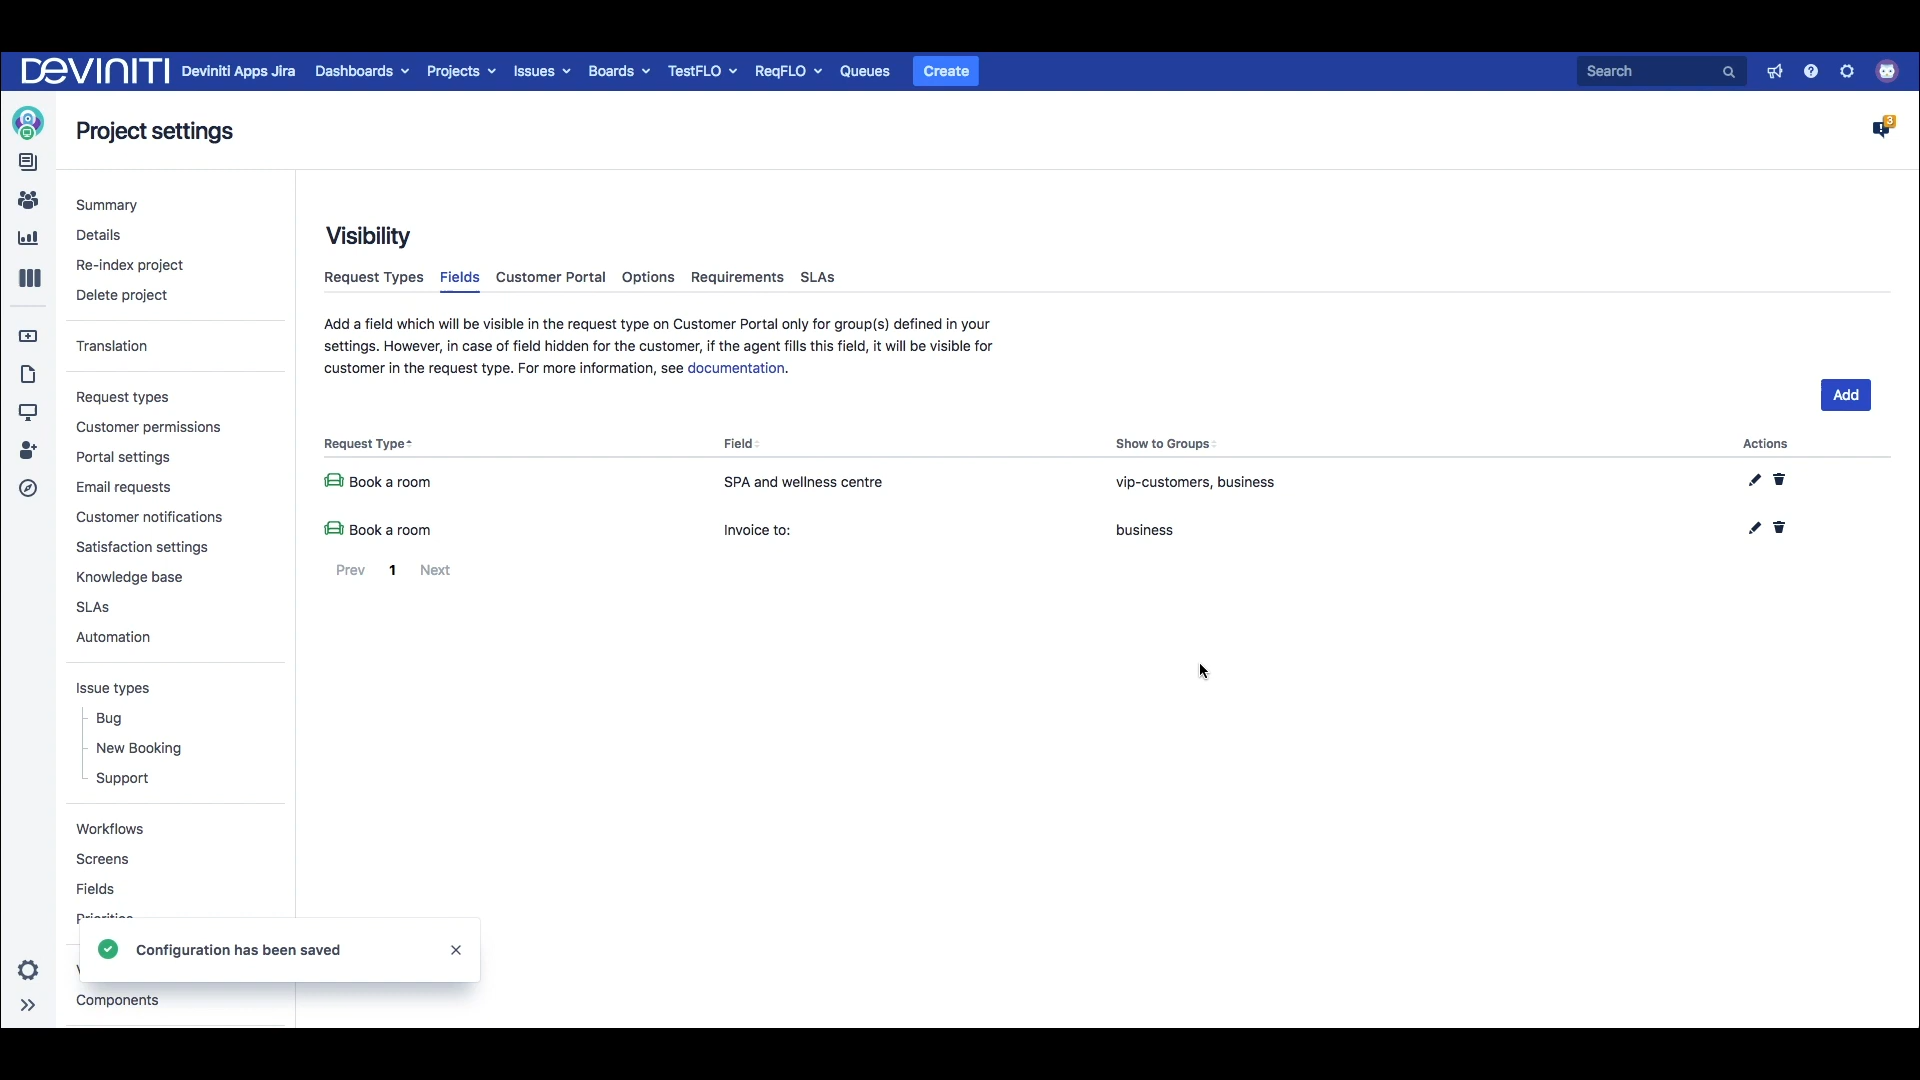 DEVINITI Deviniti Apps Jira Dashboards Projects Issues Boards TestFLO ReqFLO Queues Create Search
Project settings
3
Summary
Details
Re-index project
Delete project
Translation
Request types
Customer permissions
Portal settings
Email requests
Customer notifications
Satisfaction settings
Knowledge base
SLAs
Automation
Issue types
Bug
New Booking
Support
Workflows
Screens
Fields
Priorities
Components
Visibility
Request Types Fields Customer Portal Options Requirements SLAs
Add a field which will be visible in the request type on Customer Portal only for group(s) defined in your
settings. However, in case of field hidden for the customer, if the agent fills this field, it will be visible for
customer in the request type. For more information, see documentation.
Add
Request Type Field Show to Groups Actions
Book a room SPA and wellness centre vip-customers, business
Book a room Invoice to: business
Prev 1 Next
Configuration has been saved